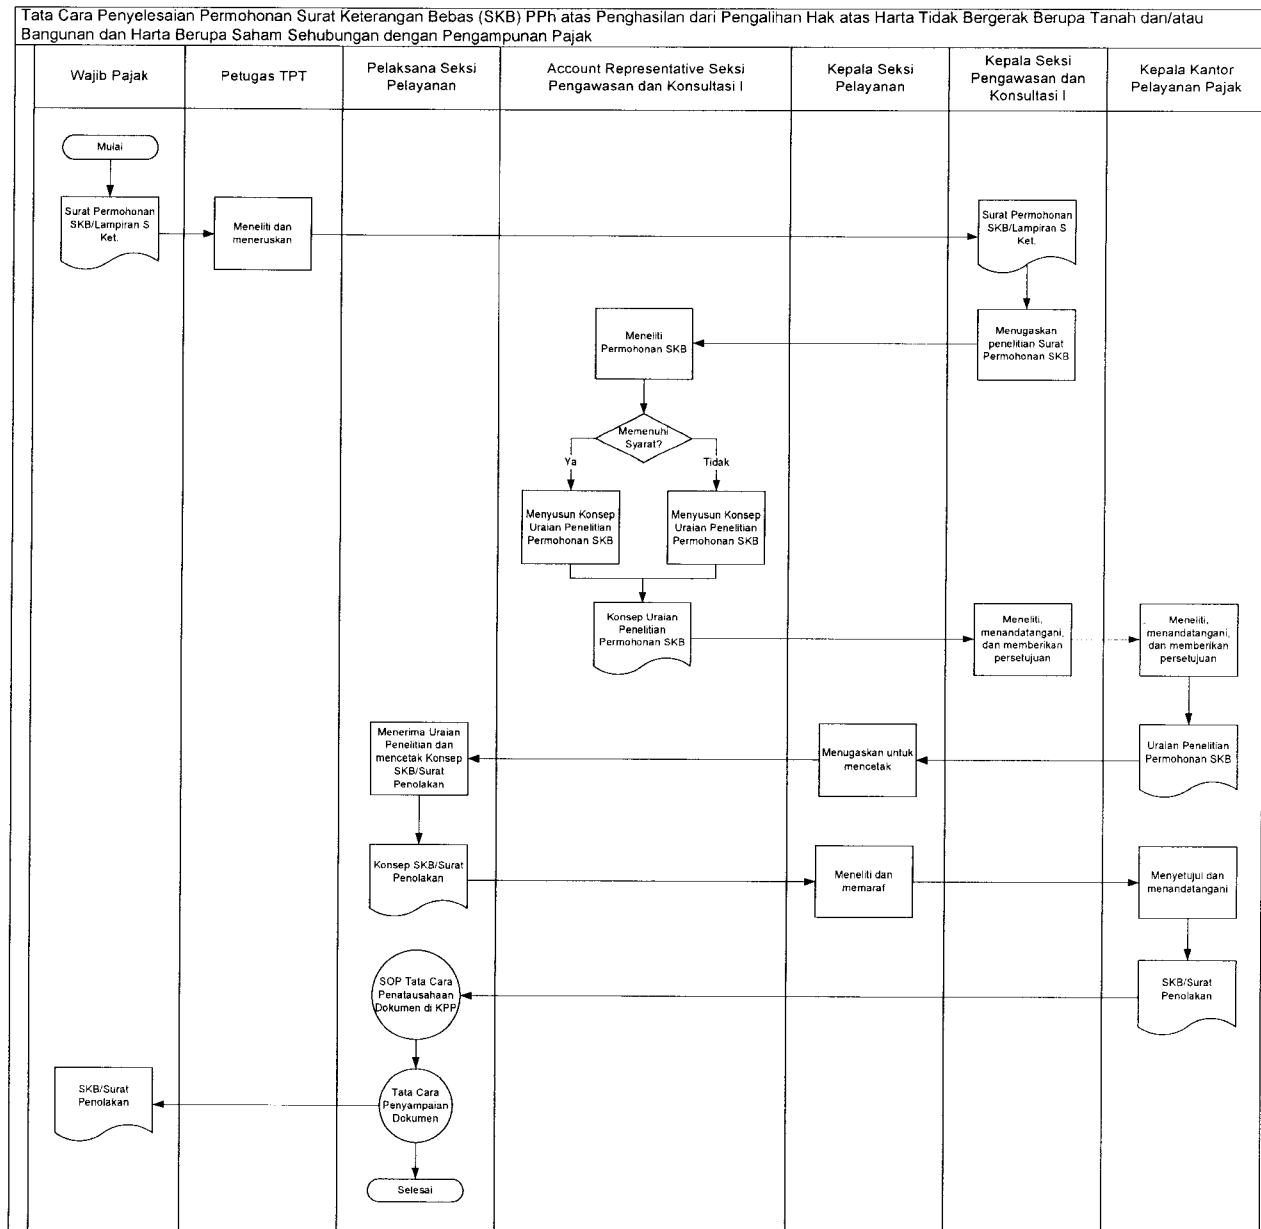 Tata Cara Penyelesaian Permohonan Surat Keterangan Bebas (SKB) PPh atas Penghasilan dari Pengalihan Hak atas Harta Tidak Bergerak Berupa Tanah dan/atau
Bangunan dan Harta Berupa Saham Sehubungan dengan Pengampunan Pajak
Wajib Pajak
Petugas TPT
Pelaksana Seksi
Pelayanan
Account Representative Seksi
Pengawasan dan Konsultasi I
Kepala Seksi
Pelayanan
Kepala Seksi
Pengawasan dan
Konsultasi I
Kepala Kantor
Pelayanan Pajak
Mulai
Surat Permohonan
SKB/Lampiran S
Ket.
Meneliti dan
meneruskan
Surat Permohonan
SKB/Lampiran S
Ket.
Meneliti
Permohonan SKB
Menugaskan
penelitian Surat
Permohonan SKB
Memenuhi
Syarat?
Ya
Tidak
Menyusun Konsep
Uraian Penelitian
Permohonan SKB
Menyusun Konsep
Uraian Penelitian
Permohonan SKB
Konsep Uraian
Penelitian
Permohonan SKB
Meneliti,
menandatangani,
dan memberikan
persetujuan
Meneliti,
menandatangani,
dan memberikan
persetujuan
Menerima Uraian
Penelitian dan
mencetak Konsep
SKB/Surat
Penolakan
Menugaskan untuk
mencetak
Uraian Penelitian
Permohonan SKB
Konsep SKB/Surat
Penolakan
Meneliti dan
memaraf
Menyetujui dan
menandatangani
SOP Tata Cara
Penatausahaan
Dokumen di KPP
SKB/Surat
Penolakan
SKB/Surat
Penolakan
Tata Cara
Penyampaian
Dokumen
Selesai